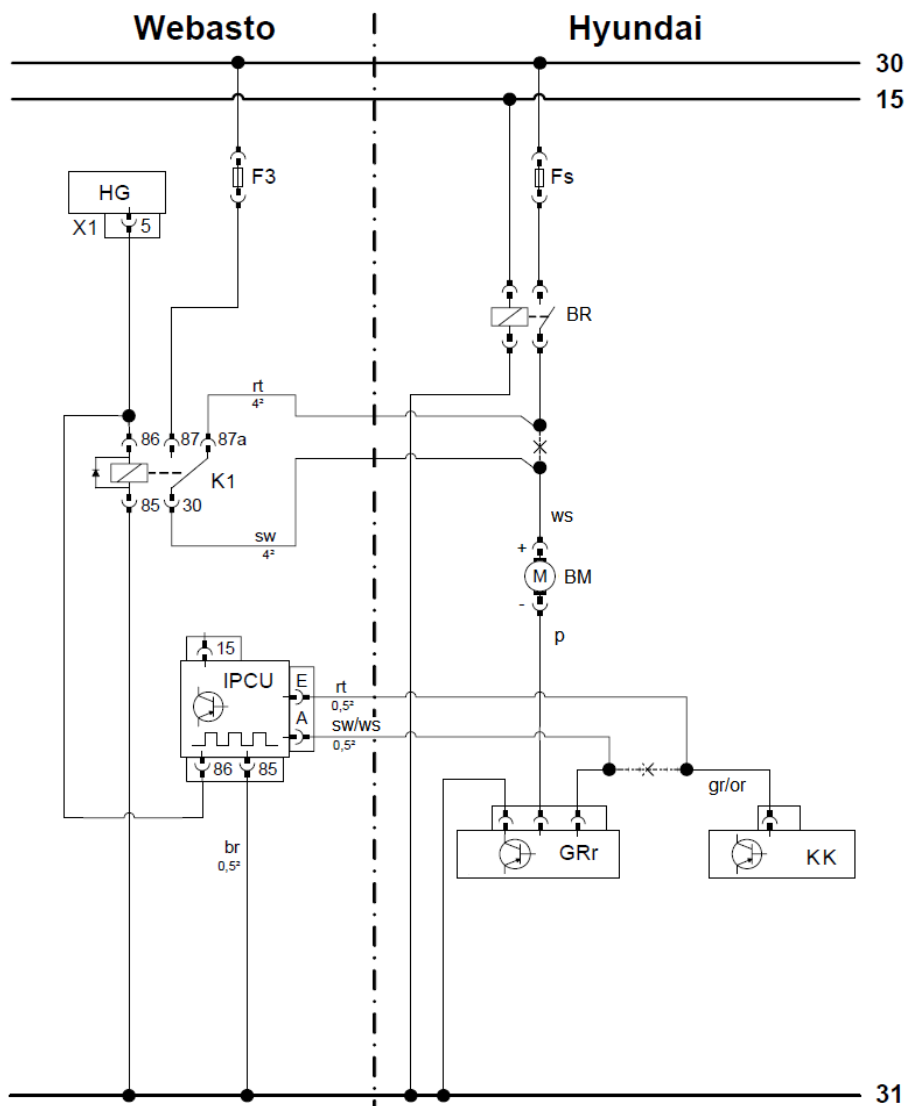 Webasto
Hyundai
30
15
F3
Fs
HG
X1
5
BR
rt
4²
86
87
87a
K1
85
30
sw
4²
ws
+
M
BM
-
p
15
IPCU
E
rt
0,5²
A
sw/ws
0,5²
86
85
gr/or
br
0,5²
GRr
KK
31